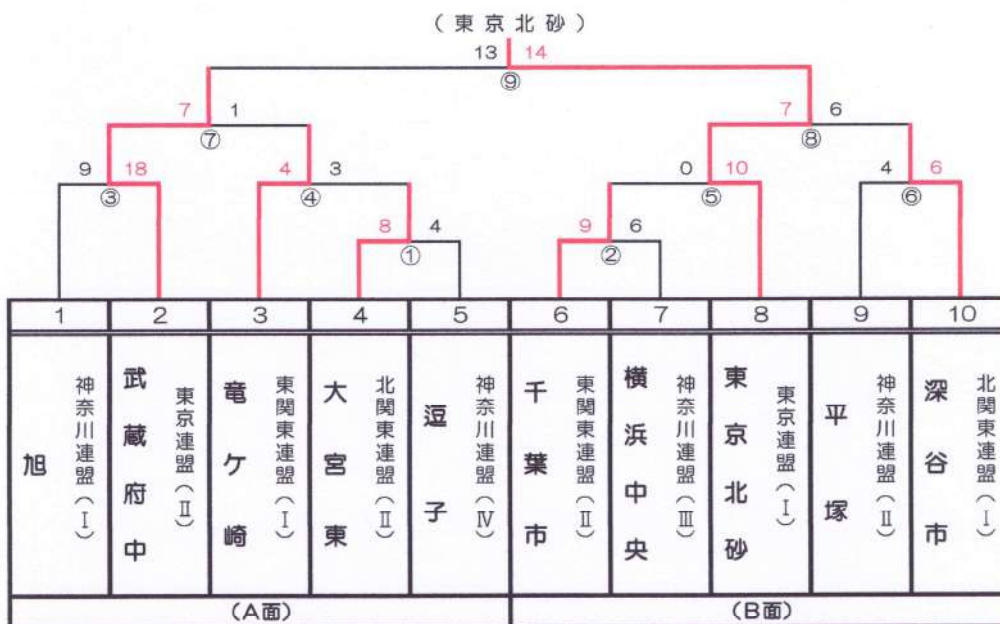 (東京北砂)
13 14
⑨
7 1
⑦
7 6
⑧
9 18
③
4 3
④
0 10
⑤
4 6
⑥
8 4
①
9 6
②
1 2 3 4 5 6 7 8 9 10
旭
神奈川連盟(Ⅰ)
武蔵府中
東京連盟(Ⅱ)
竜ケ崎
東関東連盟(Ⅰ)
大宮東
北関東連盟(Ⅱ)
逗子
神奈川連盟(Ⅳ)
千葉市
東関東連盟(Ⅱ)
横浜中央
神奈川連盟(Ⅲ)
東京北砂
東京連盟(Ⅰ)
平塚
神奈川連盟(Ⅱ)
深谷市
北関東連盟(Ⅰ)
(A面) (B面)